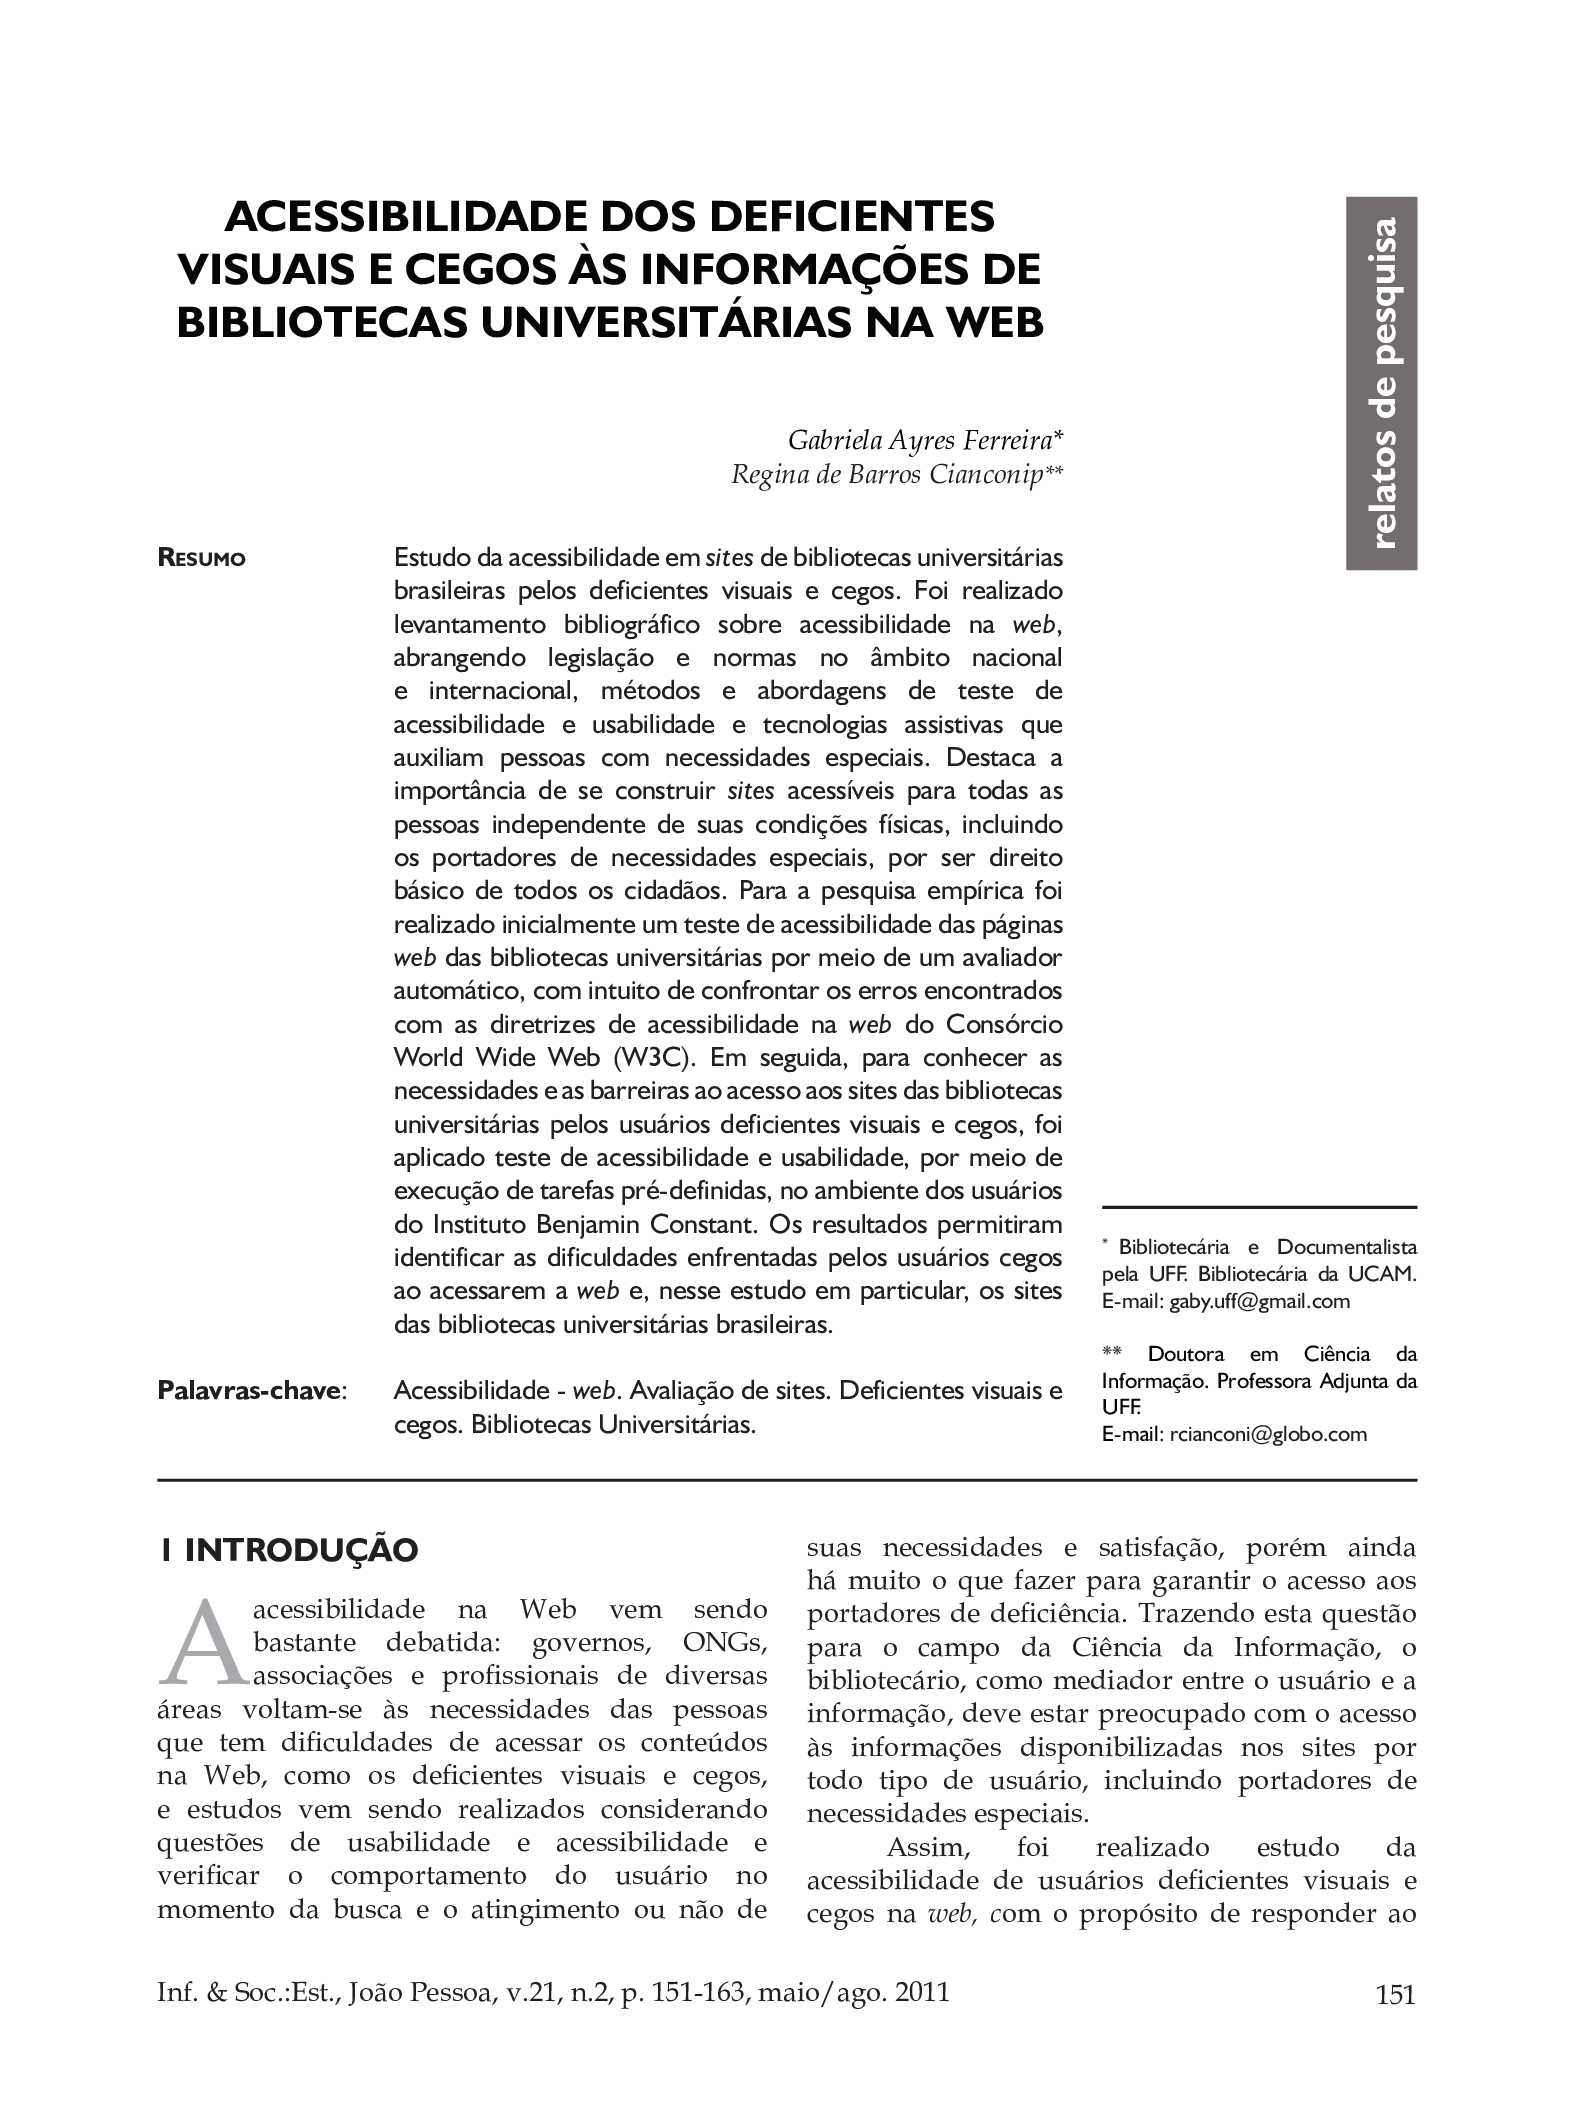 ACESSIBILIDADE DOS DEFICIENTES
VISUAIS E CEGOS ÀS INFORMAÇÕES DE
BIBLIOTECAS UNIVERSITÁRIAS NA WEB
relatos de pesquisa
Gabriela Ayres Ferreira*
Regina de Barros Cianconip**
RESUMO
Estudo da acessibilidade em sites de bibliotecas universitárias
brasileiras pelos deficientes visuais e cegos. Foi realizado
levantamento bibliográfico sobre acessibilidade na web,
abrangendo legislação e normas no âmbito nacional
e internacional, métodos e abordagens de teste de
acessibilidade e usabilidade e tecnologias assistivas que
auxiliam pessoas com necessidades especiais. Destaca a
importância de se construir sites acessíveis para todas as
pessoas independente de suas condições físicas, incluindo
os portadores de necessidades especiais, por ser direito
básico de todos os cidadãos. Para a pesquisa empírica foi
realizado inicialmente um teste de acessibilidade das páginas
web das bibliotecas universitárias por meio de um avaliador
automático, com intuito de confrontar os erros encontrados
com as diretrizes de acessibilidade na web do Consórcio
World Wide Web (W3C). Em seguida, para conhecer as
necessidades e as barreiras ao acesso aos sites das bibliotecas
universitárias pelos usuários deficientes visuais e cegos, foi
aplicado teste de acessibilidade e usabilidade, por meio de
execução de tarefas pré-definidas, no ambiente dos usuários
do Instituto Benjamin Constant. Os resultados permitiram
identificar as dificuldades enfrentadas pelos usuários cegos
ao acessarem a web e, nesse estudo em particular, os sites
das bibliotecas universitárias brasileiras.
Palavras-chave:
Acessibilidade - web. Avaliação de sites. Deficientes visuais e
cegos. Bibliotecas Universitárias.
* Bibliotecária e Documentalista
pela UFF. Bibliotecária da UCAM.
E-mail: gaby.uff@gmail.com
** Doutora em Ciência da
Informação. Professora Adjunta da
UFF.
E-mail: rcianconi@globo.com
1 INTRODUÇÃO
A acessibilidade na Web vem sendo
bastante debatida: governos, ONGs,
associações e profissionais de diversas
áreas voltam-se às necessidades das pessoas
que tem dificuldades de acessar os conteúdos
na Web, como os deficientes visuais e cegos,
e estudos vem sendo realizados considerando
questões de usabilidade e acessibilidade e
verificar o comportamento do usuário no
momento da busca e o atingimento ou não de
suas necessidades e satisfação, porém ainda
há muito o que fazer para garantir o acesso aos
portadores de deficiência. Trazendo esta questão
para o campo da Ciência da Informação, o
bibliotecário, como mediador entre o usuário e a
informação, deve estar preocupado com o acesso
às informações disponibilizadas nos sites por
todo tipo de usuário, incluindo portadores de
necessidades especiais.
Assim, foi realizado estudo da
acessibilidade de usuários deficientes visuais e
cegos na web, com o propósito de responder ao
Inf. & Soc.:Est., João Pessoa, v.21, n.2, p. 151-163, maio/ago. 2011
151